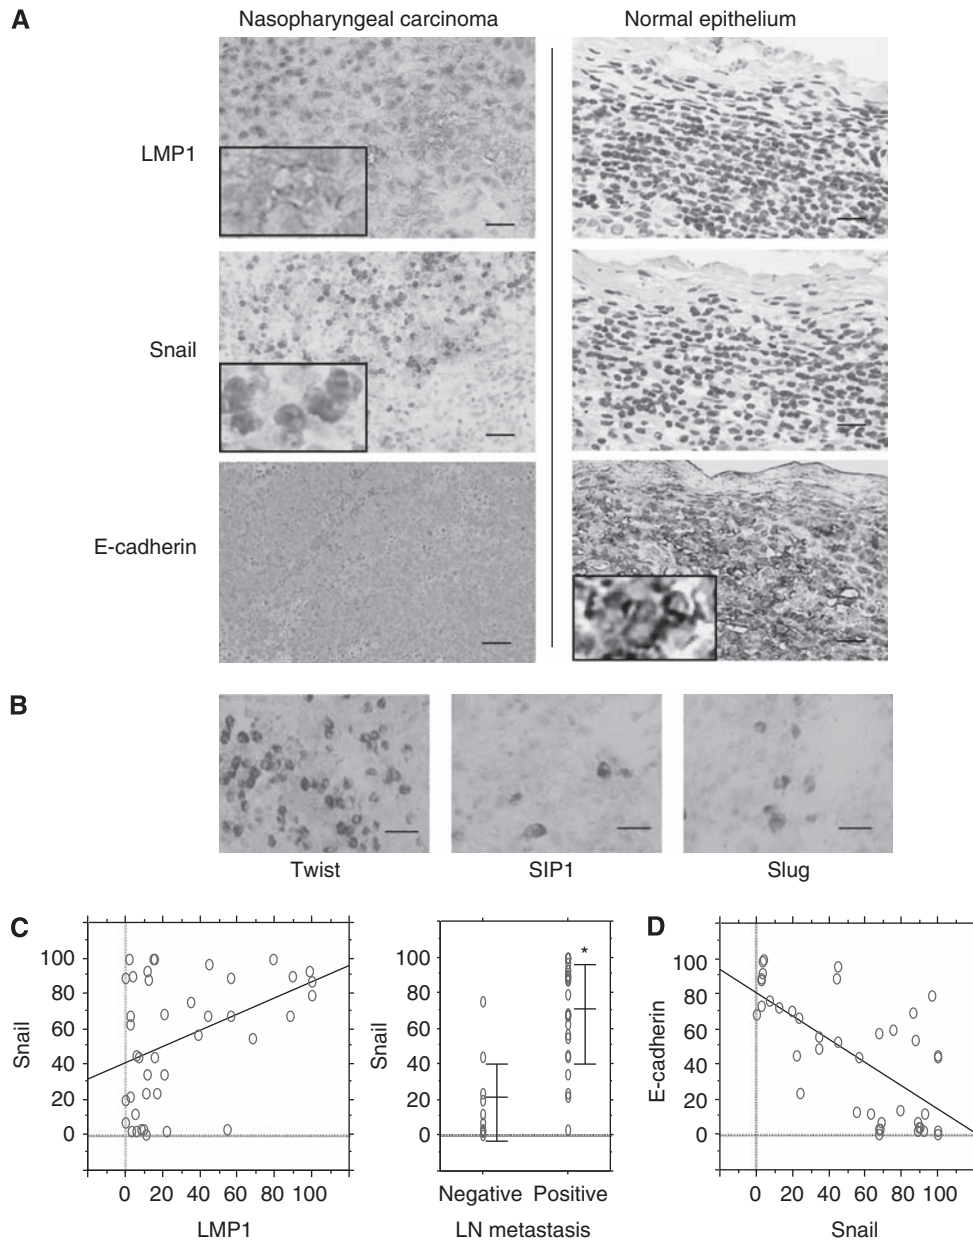 A
Nasopharyngeal carcinoma
Normal epithelium
LMP1
Snail
E-cadherin
B
Twist
SIP1
Slug
C
Snail
100
80
60
40
20
0
0 20 40 60 80 100
LMP1
Snail
100
80
60
40
20
0
*
Negative Positive
LN metastasis
D
E-cadherin
100
80
60
40
20
0
0 20 40 60 80 100
Snail